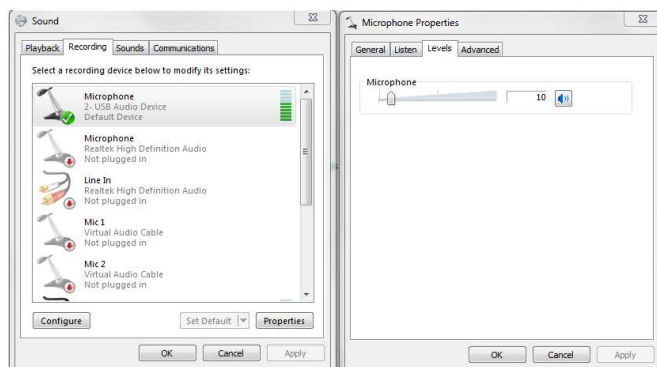 Sound
Playback Recording Sounds Communications
Select a recording device below to modify its settings:
Microphone
2- USB Audio Device
Default Device
Microphone
Realtek High Definition Audio
Not plugged in
Line In
Realtek High Definition Audio
Not plugged in
Mic 1
Virtual Audio Cable
Not plugged in
Mic 2
Virtual Audio Cable
Not plugged in
Configure Set Default Properties
OK Cancel Apply
Microphone Properties
General Listen Levels Advanced
Microphone
10
OK Cancel Apply